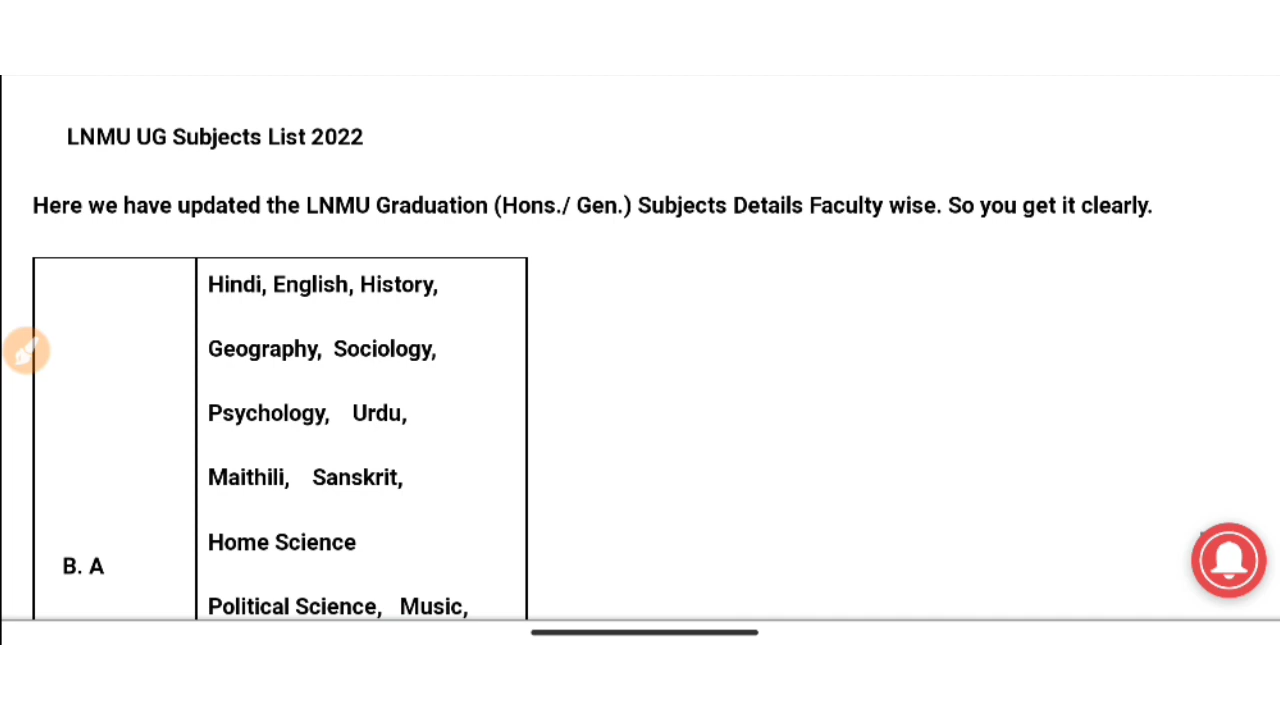 LNMU UG Subjects List 2022
Here we have updated the LNMU Graduation (Hons./ Gen.) Subjects Details Faculty wise. So you get it clearly.
Hindi, English, History,
Geography, Sociology,
Psychology, Urdu,
Maithili, Sanskrit,
Home Science
B. A
Political Science, Music,